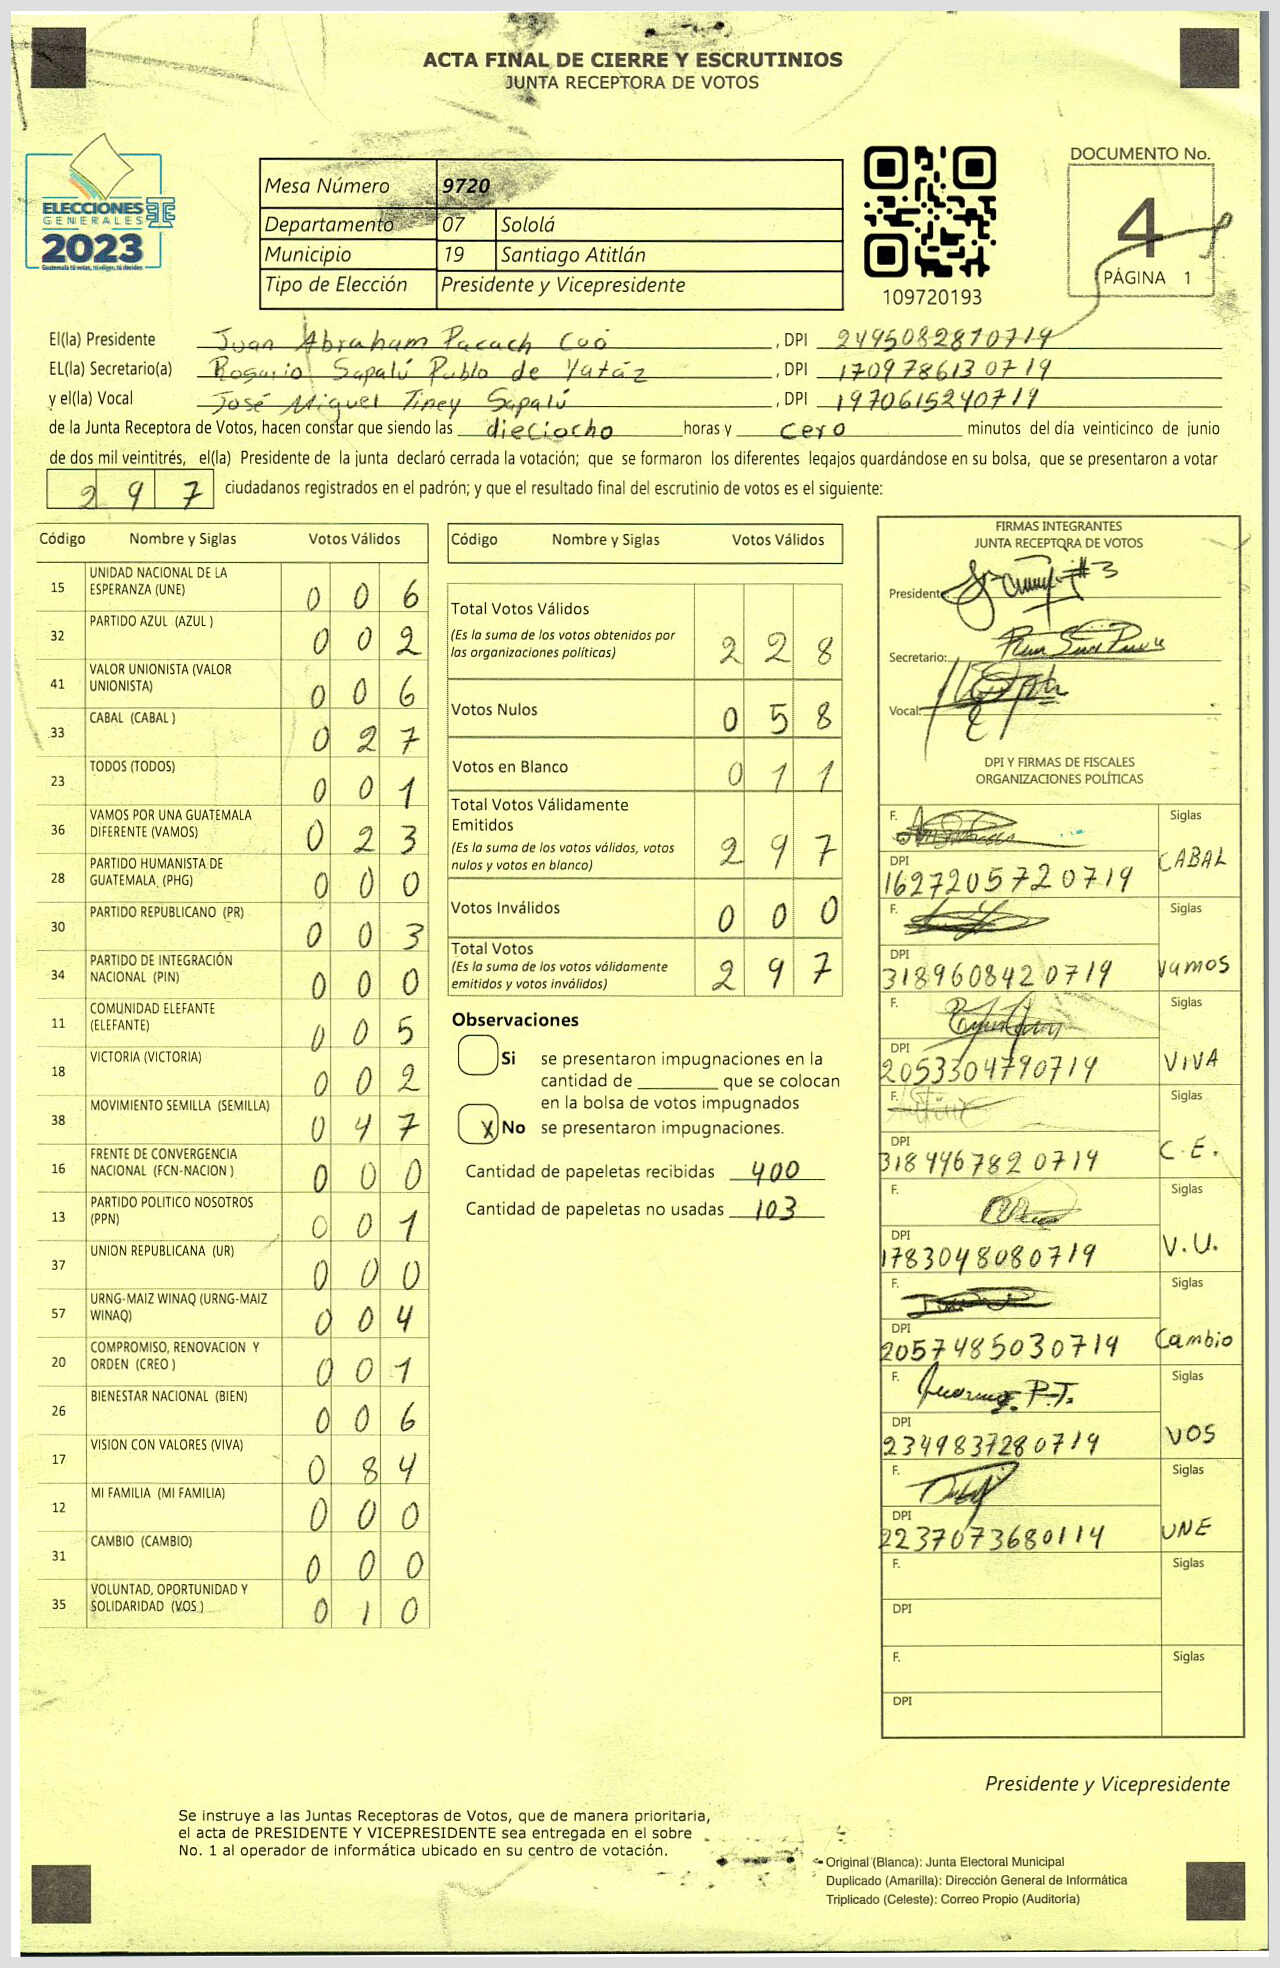 ACTA FINAL DE CIERRE Y ESCRUTINIOS
JUNTA RECEPTORA DE VOTOS
ELECCIONES
GENERALES
2023
Guatemala tú votas, tú eliges, tú decides
Mesa Número 9720
Departamento 07 Sololá
Municipio 19 Santiago Atitlán
Tipo de Elección Presidente y Vicepresidente
109720193
DOCUMENTO No.
4
PÁGINA 1
El(la) Presidente Juan Abraham Pacach Coó , DPI 2495082870719
EL(la) Secretario(a) Rosario Sapalú Pablo de Yatáz , DPI 1709786130719
y el(la) Vocal José Miguel Tiney Sapalú , DPI 1970615240719
de la Junta Receptora de Votos, hacen constar que siendo las dieciocho horas y cero minutos del día veinticinco de junio
de dos mil veintitrés, el(la) Presidente de la junta declaró cerrada la votación; que se formaron los diferentes legajos guardándose en su bolsa, que se presentaron a votar
297 ciudadanos registrados en el padrón; y que el resultado final del escrutinio de votos es el siguiente:
Código Nombre y Siglas Votos Válidos
15 UNIDAD NACIONAL DE LA
ESPERANZA (UNE) 0 0 6
32 PARTIDO AZUL (AZUL ) 0 0 2
41 VALOR UNIONISTA (VALOR
UNIONISTA) 0 0 6
33 CABAL (CABAL ) 0 2 7
23 TODOS (TODOS) 0 0 1
36 VAMOS POR UNA GUATEMALA
DIFERENTE (VAMOS) 0 2 3
28 PARTIDO HUMANISTA DE
GUATEMALA (PHG) 0 0 0
30 PARTIDO REPUBLICANO (PR) 0 0 3
34 PARTIDO DE INTEGRACIÓN
NACIONAL (PIN) 0 0 0
11 COMUNIDAD ELEFANTE
(ELEFANTE) 0 0 5
18 VICTORIA (VICTORIA) 0 0 2
38 MOVIMIENTO SEMILLA (SEMILLA) 0 4 7
16 FRENTE DE CONVERGENCIA
NACIONAL (FCN-NACION ) 0 0 0
13 PARTIDO POLITICO NOSOTROS
(PPN) 0 0 1
37 UNION REPUBLICANA (UR) 0 0 0
57 URNG-MAIZ WINAQ (URNG-MAIZ
WINAQ) 0 0 4
20 COMPROMISO, RENOVACION Y
ORDEN (CREO ) 0 0 1
26 BIENESTAR NACIONAL (BIEN) 0 0 6
17 VISION CON VALORES (VIVA) 0 8 4
12 MI FAMILIA (MI FAMILIA) 0 0 0
31 CAMBIO (CAMBIO) 0 0 0
35 VOLUNTAD, OPORTUNIDAD Y
SOLIDARIDAD (VOS ) 0 1 0
Código Nombre y Siglas Votos Válidos
Total Votos Válidos
(Es la suma de los votos obtenidos por
las organizaciones políticas) 2 2 8
Votos Nulos 0 5 8
Votos en Blanco 0 1 1
Total Votos Válidamente
Emitidos
(Es la suma de los votos válidos, votos
nulos y votos en blanco) 2 9 7
Votos Inválidos 0 0 0
Total Votos
(Es la suma de los votos válidamente
emitidos y votos inválidos) 2 9 7
Observaciones
Si se presentaron impugnaciones en la
cantidad de ________ que se colocan
en la bolsa de votos impugnados
X No se presentaron impugnaciones.
Cantidad de papeletas recibidas 400
Cantidad de papeletas no usadas 103
FIRMAS INTEGRANTES
JUNTA RECEPTORA DE VOTOS
Presidente: #3
Secretario:
Vocal:
DPI Y FIRMAS DE FISCALES
ORGANIZACIONES POLÍTICAS
F. Siglas
DPI CABAL
1627205720719
F. Siglas
DPI Vamos
3189608420719
F. Siglas
DPI VIVA
2053304790719
F. Siglas
DPI C.E.
3184467820719
F. Siglas
DPI V.U.
1783048080719
F. Siglas
DPI Cambio
2057485030719
F. P.T. Siglas
DPI VOS
2349837280719
F. Siglas
DPI UNE
2237073680114
F. Siglas
DPI
F. Siglas
DPI
Presidente y Vicepresidente
Se instruye a las Juntas Receptoras de Votos, que de manera prioritaria,
el acta de PRESIDENTE Y VICEPRESIDENTE sea entregada en el sobre
No. 1 al operador de informática ubicado en su centro de votación.
Original (Blanca): Junta Electoral Municipal
Duplicado (Amarilla): Dirección General de Informática
Triplicado (Celeste): Correo Propio (Auditoría)